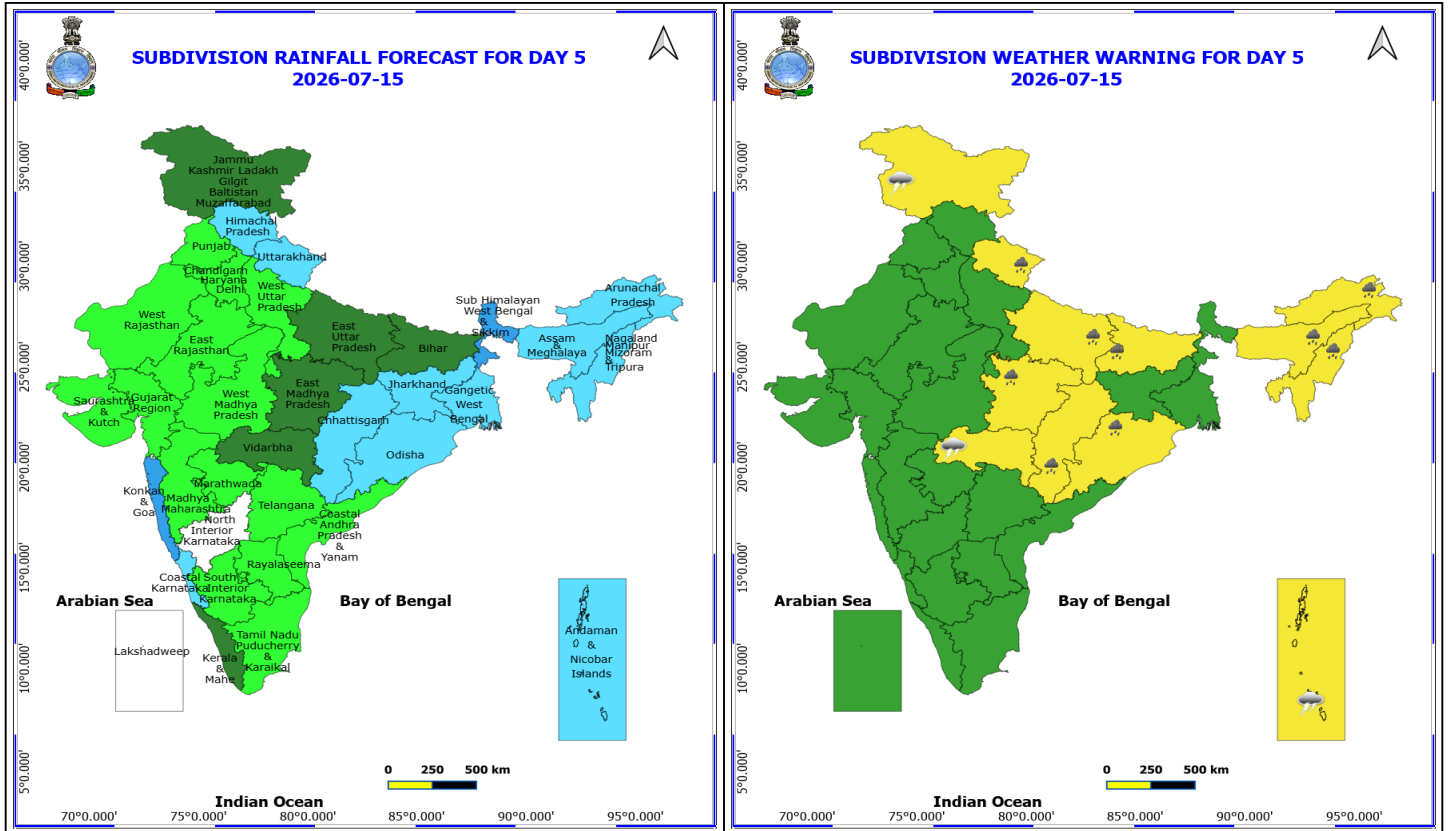 SUBDIVISION RAINFALL FORECAST FOR DAY 5
2026-07-15
40°0.000'
35°0.000'
30°0.000'
25°0.000'
20°0.000'
15°0.000'
10°0.000'
5°0.000'
Jammu
Kashmir Ladakh
Gilgit
Baltistan
Muzaffarabad
Himachal
Pradesh
Punjab
Uttarakhand
Chandigarh
Haryana
Delhi
West
Uttar
Pradesh
West
Rajasthan
East
Rajasthan
East
Uttar
Pradesh
Bihar
Sub Himalayan
West Bengal
&
Sikkim
Arunachal
Pradesh
Assam
&
Meghalaya
Nagaland
Manipur
Mizoram
&
Tripura
Saurashtra
&
Kutch
Gujarat
Region
West
Madhya
Pradesh
East
Madhya
Pradesh
Jharkhand
Gangetic
West
Bengal
Chhattisgarh
Odisha
Vidarbha
Konkan
&
Goa
Madhya
Maharashtra
Marathwada
Telangana
North
Interior
Karnataka
Coastal
Andhra
Pradesh
&
Yanam
Rayalaseema
Coastal
Karnataka
South
Interior
Karnataka
Tamil Nadu
Puducherry
&
Karaikal
Kerala
&
Mahe
Lakshadweep
Andaman
&
Nicobar
Islands
Arabian Sea
Bay of Bengal
Indian Ocean
0 250 500 km
70°0.000' 75°0.000' 80°0.000' 85°0.000' 90°0.000' 95°0.000'
SUBDIVISION WEATHER WARNING FOR DAY 5
2026-07-15
40°0.000'
35°0.000'
30°0.000'
25°0.000'
20°0.000'
15°0.000'
10°0.000'
5°0.000'
Arabian Sea
Bay of Bengal
Indian Ocean
0 250 500 km
70°0.000' 75°0.000' 80°0.000' 85°0.000' 90°0.000' 95°0.000'